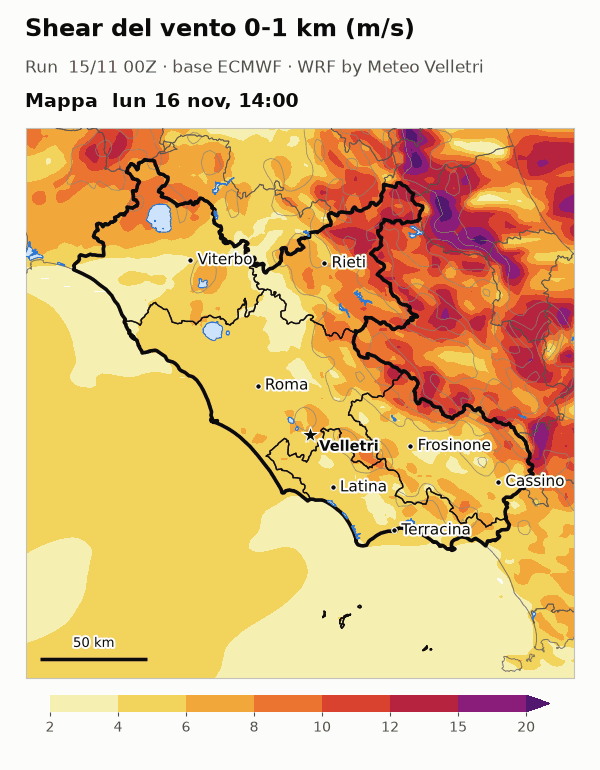 Shear del vento 0-1 km (m/s)
Run  15/11 00Z · base ECMWF · WRF by Meteo Velletri
Mappa  lun 16 nov, 14:00
Viterbo
Rieti
Roma
Velletri
Frosinone
Cassino
Latina
Terracina
50 km
2 4 6 8 10 12 15 20